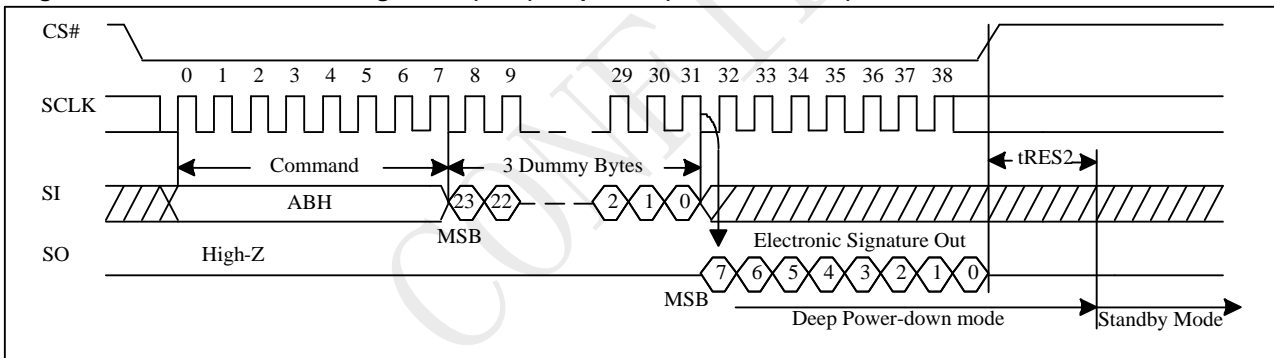 CS#
0 1 2 3 4 5 6 7 8 9 29 30 31 32 33 34 35 36 37 38
SCLK
Command 3 Dummy Bytes tRES2
SI ABH 23 22 2 1 0
MSB
SO High-Z Electronic Signature Out
7 6 5 4 3 2 1 0
MSB
Deep Power-down mode Standby Mode